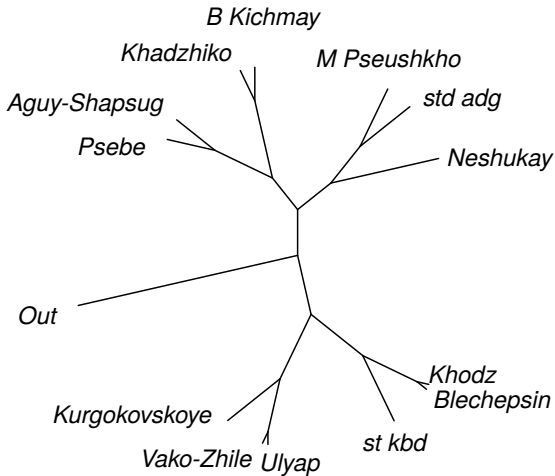 B Kichmay
Khadzhiko
M Pseushkho
Aguy-Shapsug
std adg
Psebe
Neshukay
Out
Khodz
Blechepsin
Kurgokovskoye
st kbd
Vako-Zhile
Ulyap